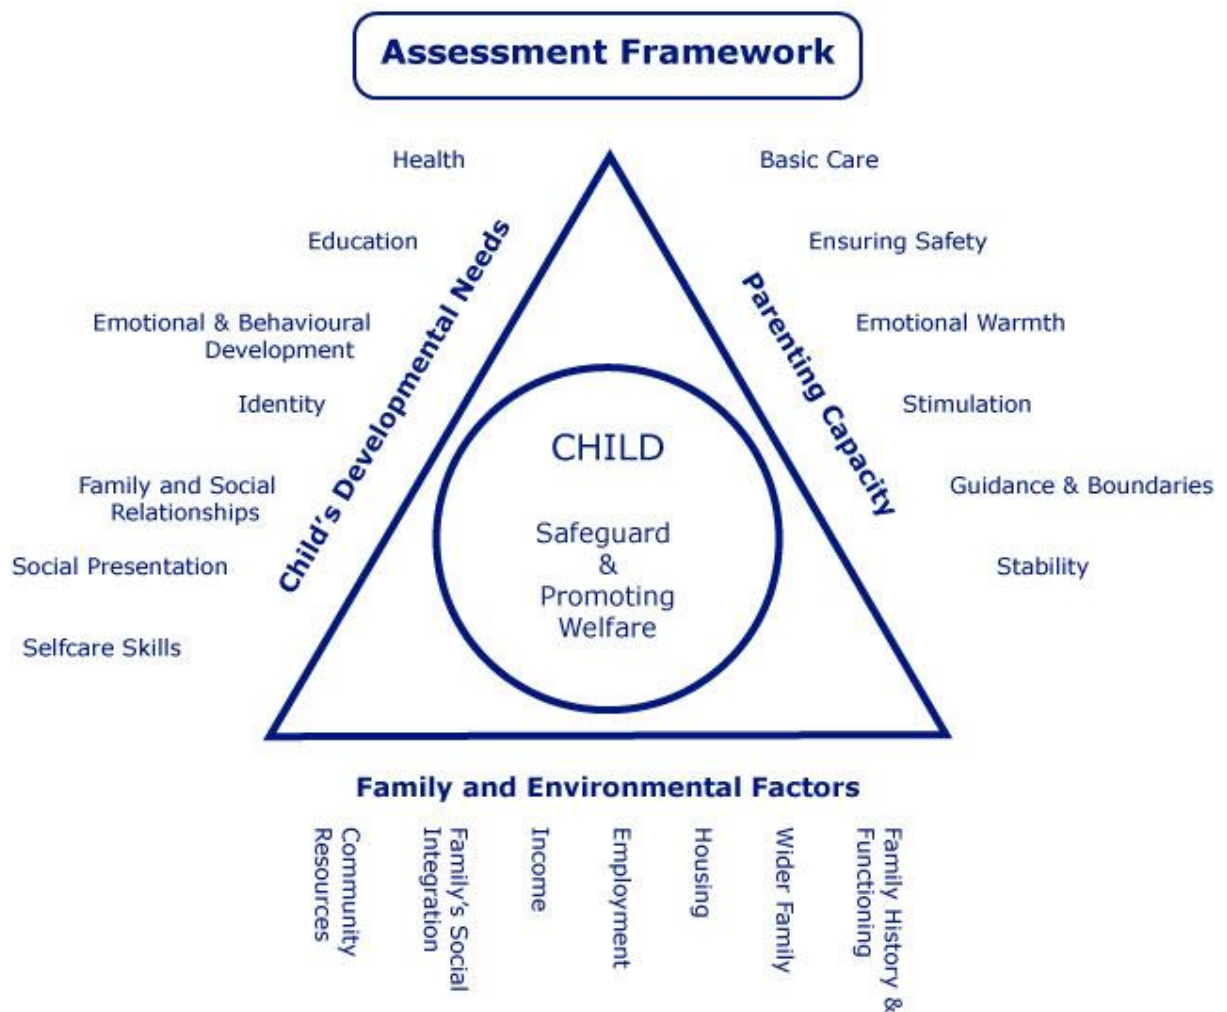 Assessment Framework
Health
Education
Emotional & Behavioural
Development
Identity
Family and Social
Relationships
Social Presentation
Selfcare Skills
Child's Developmental Needs
CHILD
Safeguard
&
Promoting
Welfare
Parenting Capacity
Basic Care
Ensuring Safety
Emotional Warmth
Stimulation
Guidance & Boundaries
Stability
Family and Environmental Factors
Community
Resources
Family's Social
Integration
Income
Employment
Housing
Wider Family
Family History &
Functioning